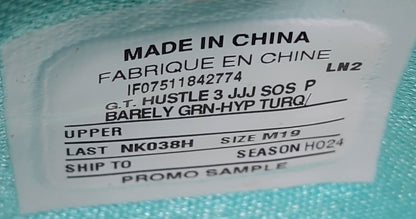 MADE IN CHINA
FABRIQUE EN CHINE
LN2
IF07511842774
G.T. HUSTLE 3 JJJ SOS P
BARELY GRN-HYP TURQ/
UPPER
LAST NK038H SIZE M19
SHIP TO SEASON HO24
PROMO SAMPLE